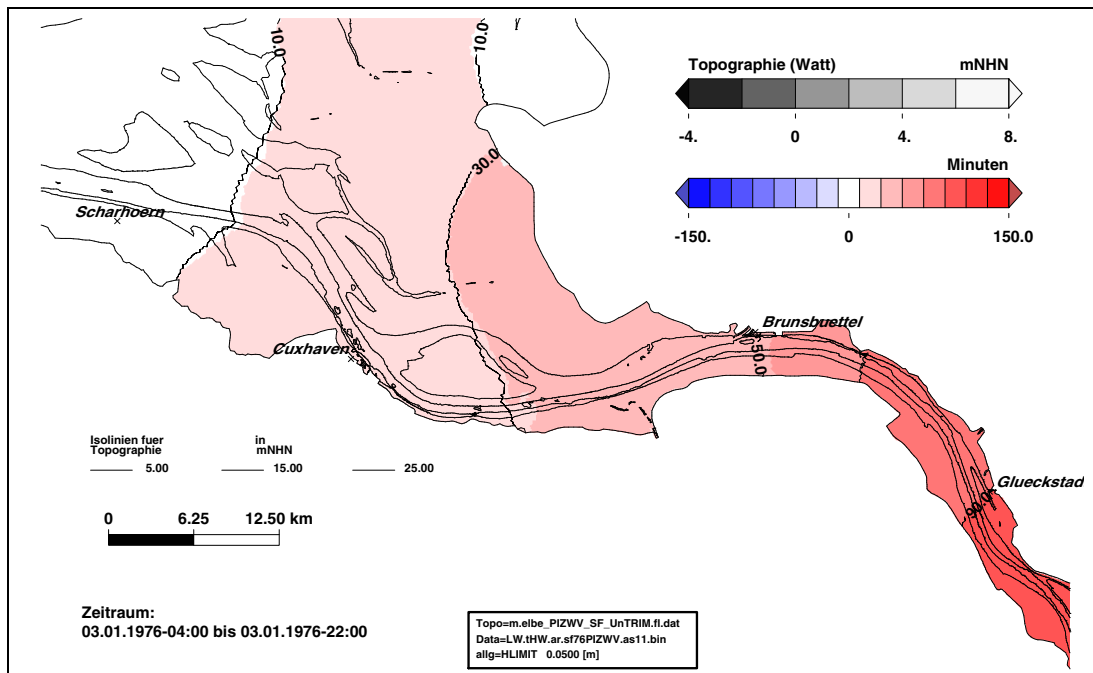 10.0
10.0
Topographie (Watt) mNHN
-4. 0 4. 8.
30.0
Minuten
-150. 0 150.0
Scharhoern
Brunsbuettel
50.0
Cuxhaven
Isolinien fuer in
Topographie mNHN
5.00 15.00 25.00
Glueckstad
90.0
0 6.25 12.50 km
Zeitraum:
03.01.1976-04:00 bis 03.01.1976-22:00
Topo=m.elbe_PIZWV_SF_UnTRIM.fl.dat
Data=LW.tHW.ar.sf76PIZWV.as11.bin
allg=HLIMIT 0.0500 [m]